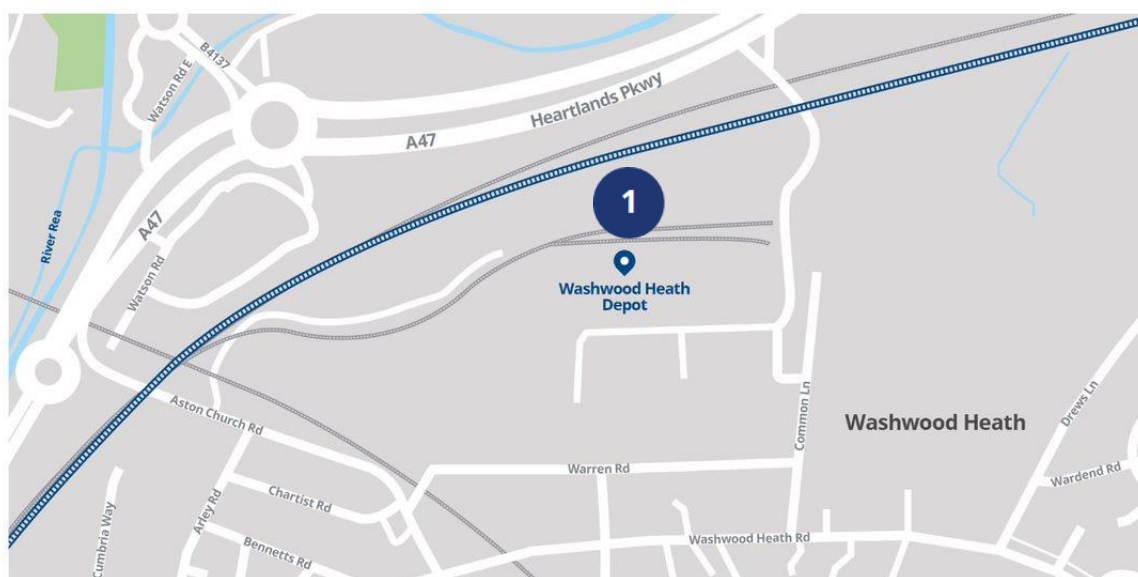 B4137
Watson Rd E
Heartlands Pkwy
A47
A47
River Rea
Watson Rd
1
Washwood Heath
Depot
Aston Church Rd
Common Ln
Drews Ln
Washwood Heath
Warren Rd
Wardend Rd
Chartist Rd
Arley Rd
Cumbria Way
Bennetts Rd
Washwood Heath Rd